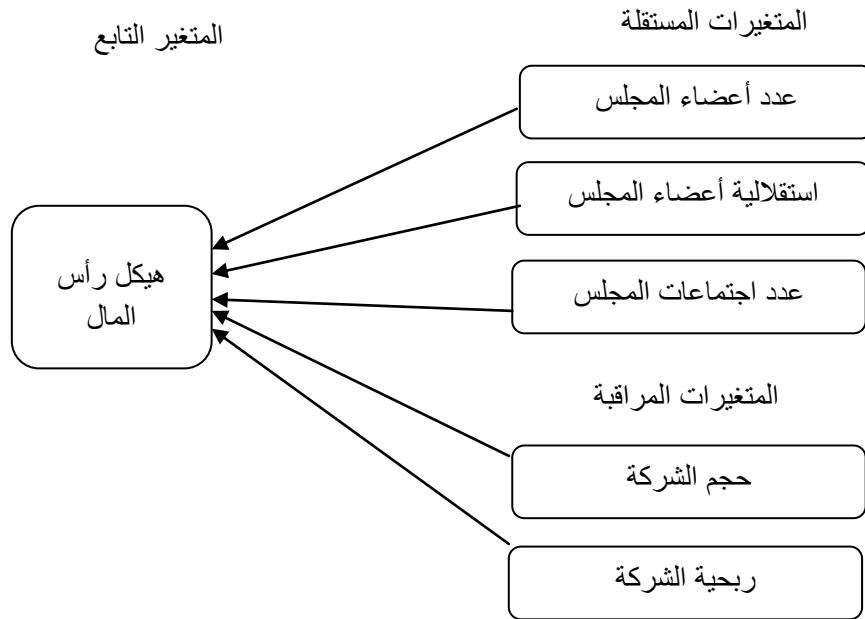 المتغيرات المستقلة
المتغير التابع
عدد أعضاء المجلس
استقلالية أعضاء المجلس
عدد اجتماعات المجلس
هيكل رأس
المال
المتغيرات المراقبة
حجم الشركة
ربحية الشركة